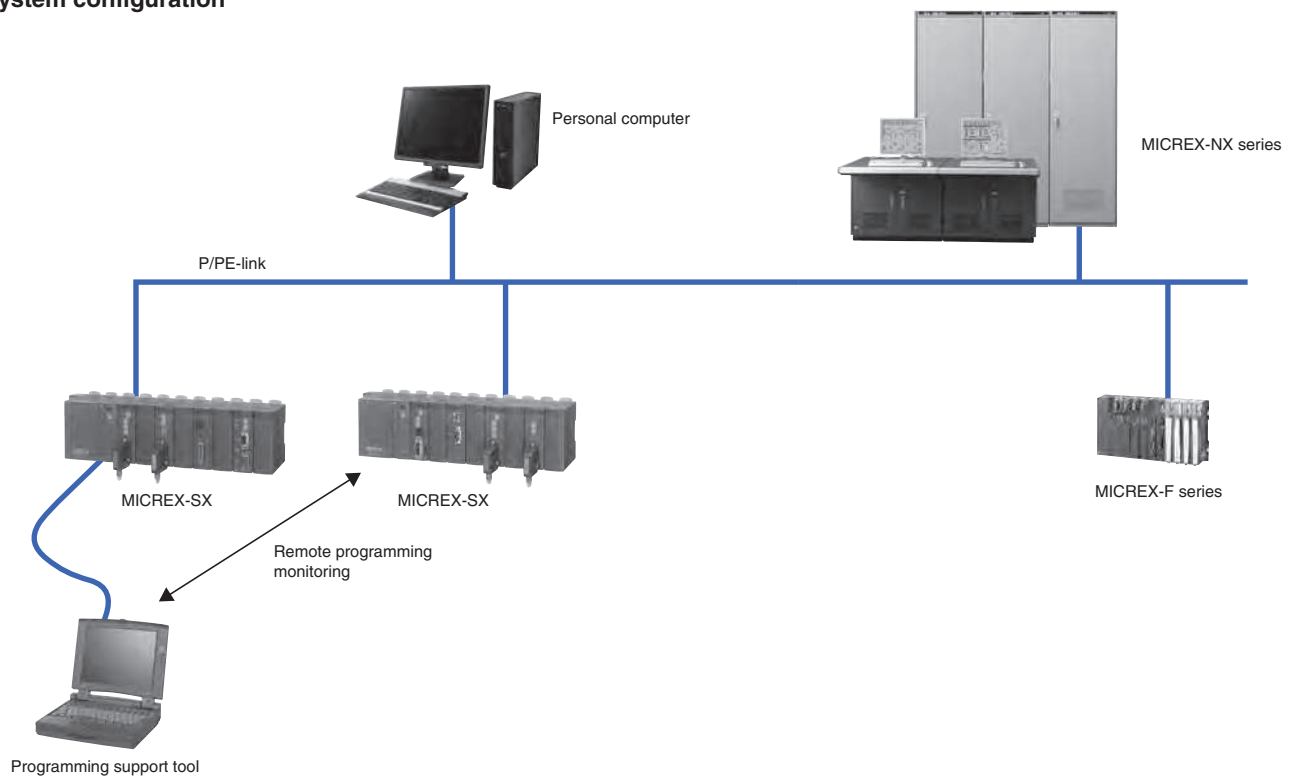 ystem configuration
Personal computer
MICREX-NX series
P/PE-link
MICREX-SX
MICREX-SX
MICREX-F series
Remote programming
monitoring
Programming support tool